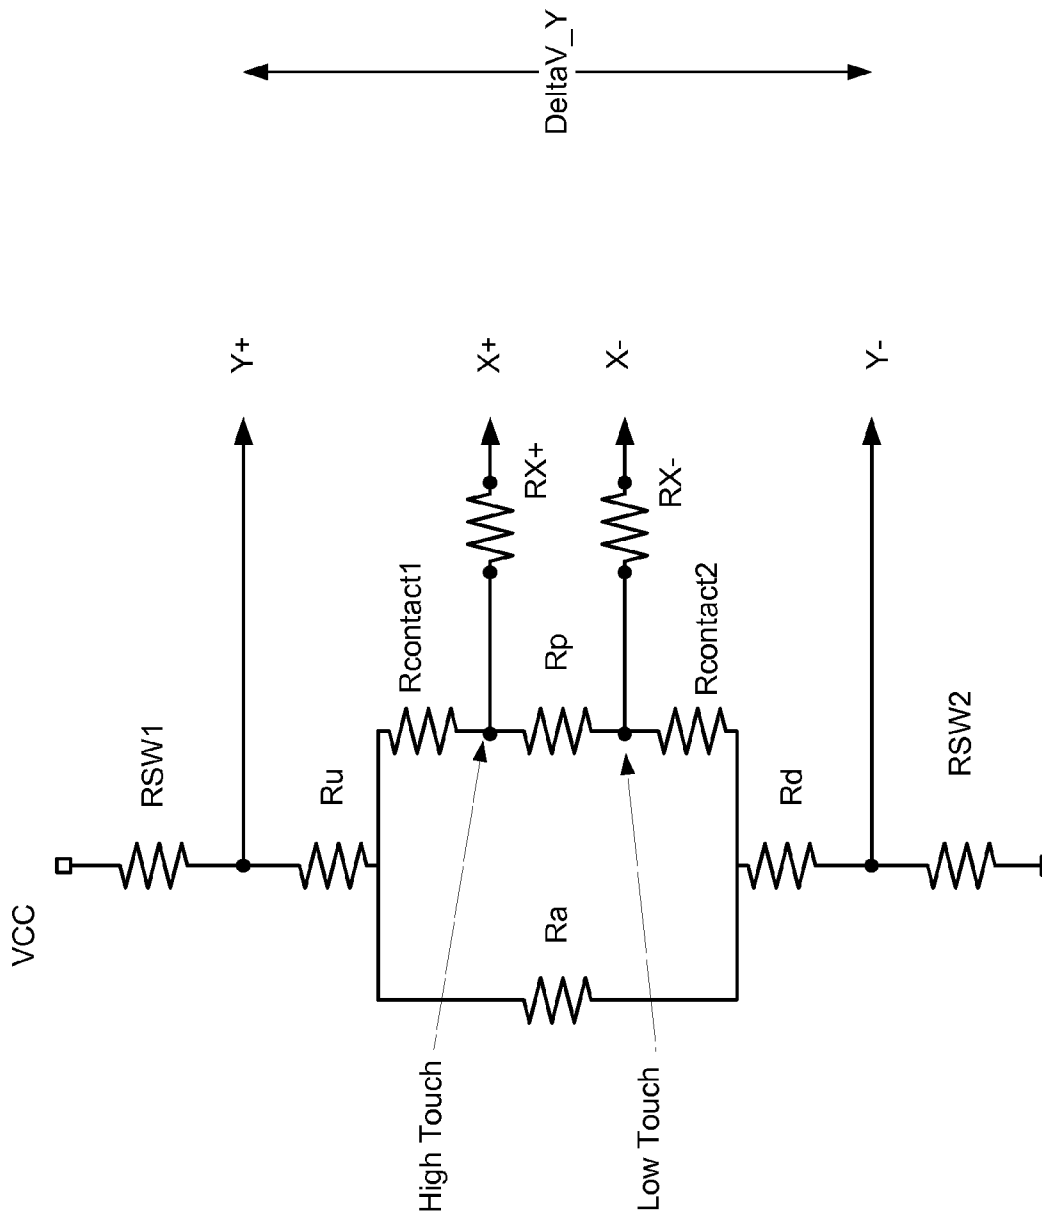 VCC
RSW1
Y+
DeltaV_Y
Ru
Rcontact1
X+
RX+
High Touch
Ra
Rp
X-
RX-
Low Touch
Rcontact2
Rd
Y-
RSW2